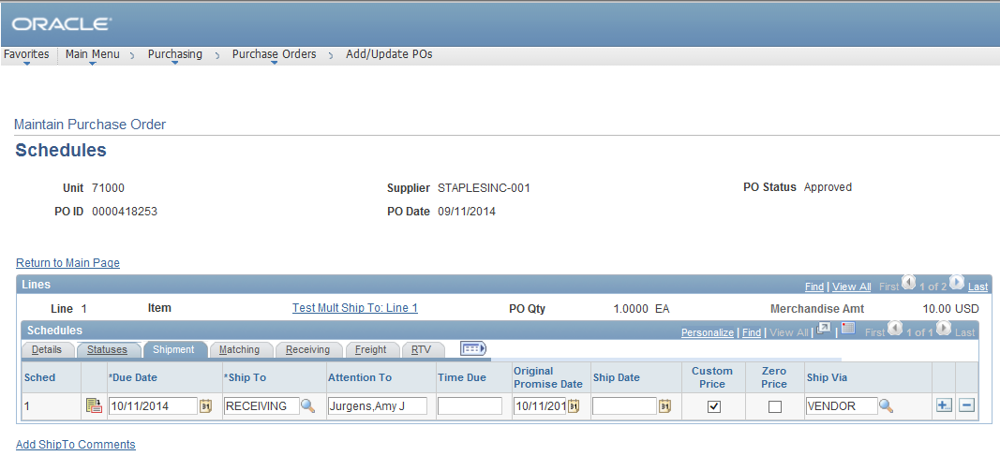 ORACLE
Favorites Main Menu > Purchasing > Purchase Orders > Add/Update POs
Maintain Purchase Order
Schedules
Unit 71000 Supplier STAPLESINC-001 PO Status Approved
PO ID 0000418253 PO Date 09/11/2014
Return to Main Page
Lines Find | View All First 1 of 2 Last
Line 1 Item Test Mult Ship To: Line 1 PO Qty 1.0000 EA Merchandise Amt 10.00 USD
Schedules Personalize | Find | View All | | First 1 of 1 Last
Details Statuses Shipment Matching Receiving Freight RTV
Sched *Due Date *Ship To Attention To Time Due Original Promise Date Ship Date Custom Price Zero Price Ship Via
1 10/11/2014 31 RECEIVING Jurgens,Amy J 10/11/201 31 31 VENDOR
Add ShipTo Comments